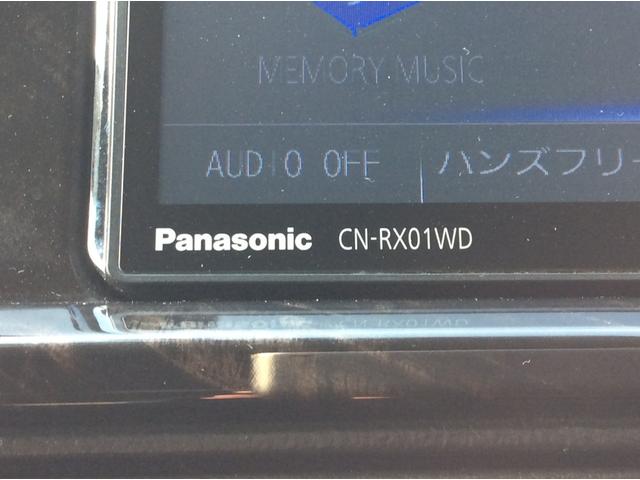 MEMORY MUSIC
AUDIO OFF ハンズフリー
Panasonic CN-RX01WD